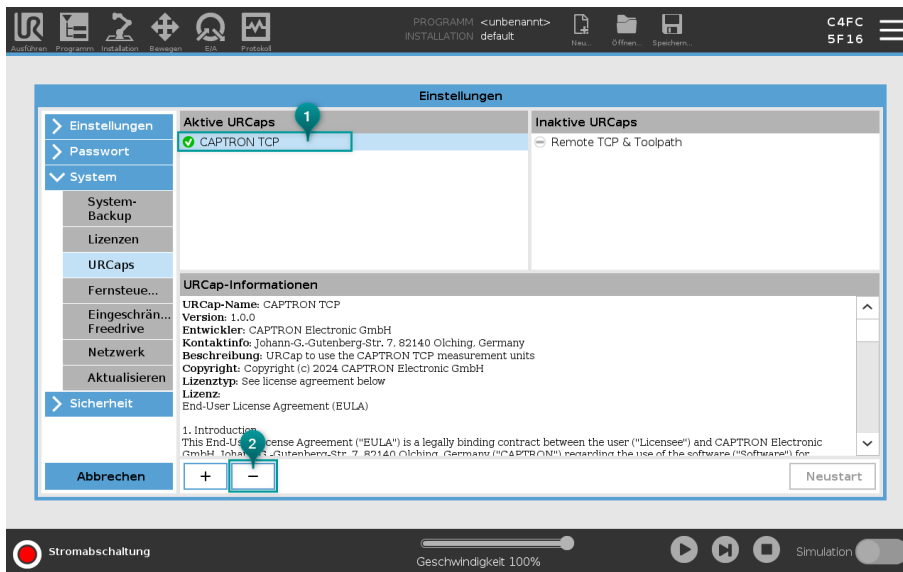 PROGRAMM <unbenannt>
INSTALLATION default
C4FC
5F16
Ausführen Programm Installation Bewegen E/A Protokoll
Neu... Öffnen... Speichern...
Einstellungen
Einstellungen
Passwort
System
System-
Backup
Lizenzen
URCaps
Fernsteue...
Eingeschrän...
Freedrive
Netzwerk
Aktualisieren
Sicherheit
Abbrechen
Aktive URCaps
1
CAPTRON TCP
Inaktive URCaps
Remote TCP & Toolpath
URCap-Informationen
URCap-Name: CAPTRON TCP
Version: 1.0.0
Entwickler: CAPTRON Electronic GmbH
Kontaktinfo: Johann-G.-Gutenberg-Str. 7, 82140 Olching, Germany
Beschreibung: URCap to use the CAPTRON TCP measurement units
Copyright: Copyright (c) 2024 CAPTRON Electronic GmbH
Lizenztyp: See license agreement below
Lizenz:
End-User License Agreement (EULA)
1. Introduction
This End-U cense Agreement ("EULA") is a legally binding contract between the user ("Licensee") and CAPTRON Electronic
GmbH, Joha -Gutenberg-Str. 7, 82140 Olching, Germany ("CAPTRON") regarding the use of the software ("Software") for
2
+ −
Neustart
Stromabschaltung
Geschwindigkeit 100%
Simulation